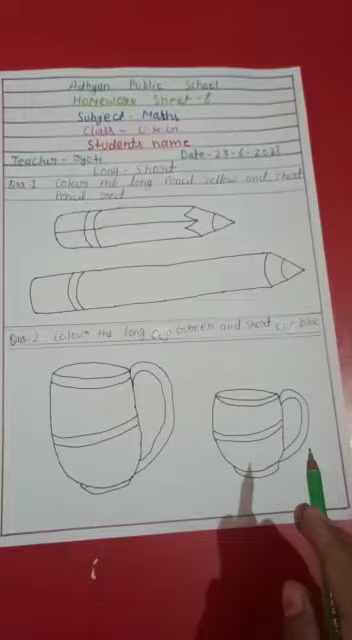 Adhyan Public School
Homework Sheet - 8
Subject - Maths
Class - U.K.G
Students name
Teacher - Jyoti Date - 23-6-2021
Long - Short
Qns.1 Colour the long Pencil yellow and short
Pencil red
Qns-2 Colour the long Cup Green and short Cup blue